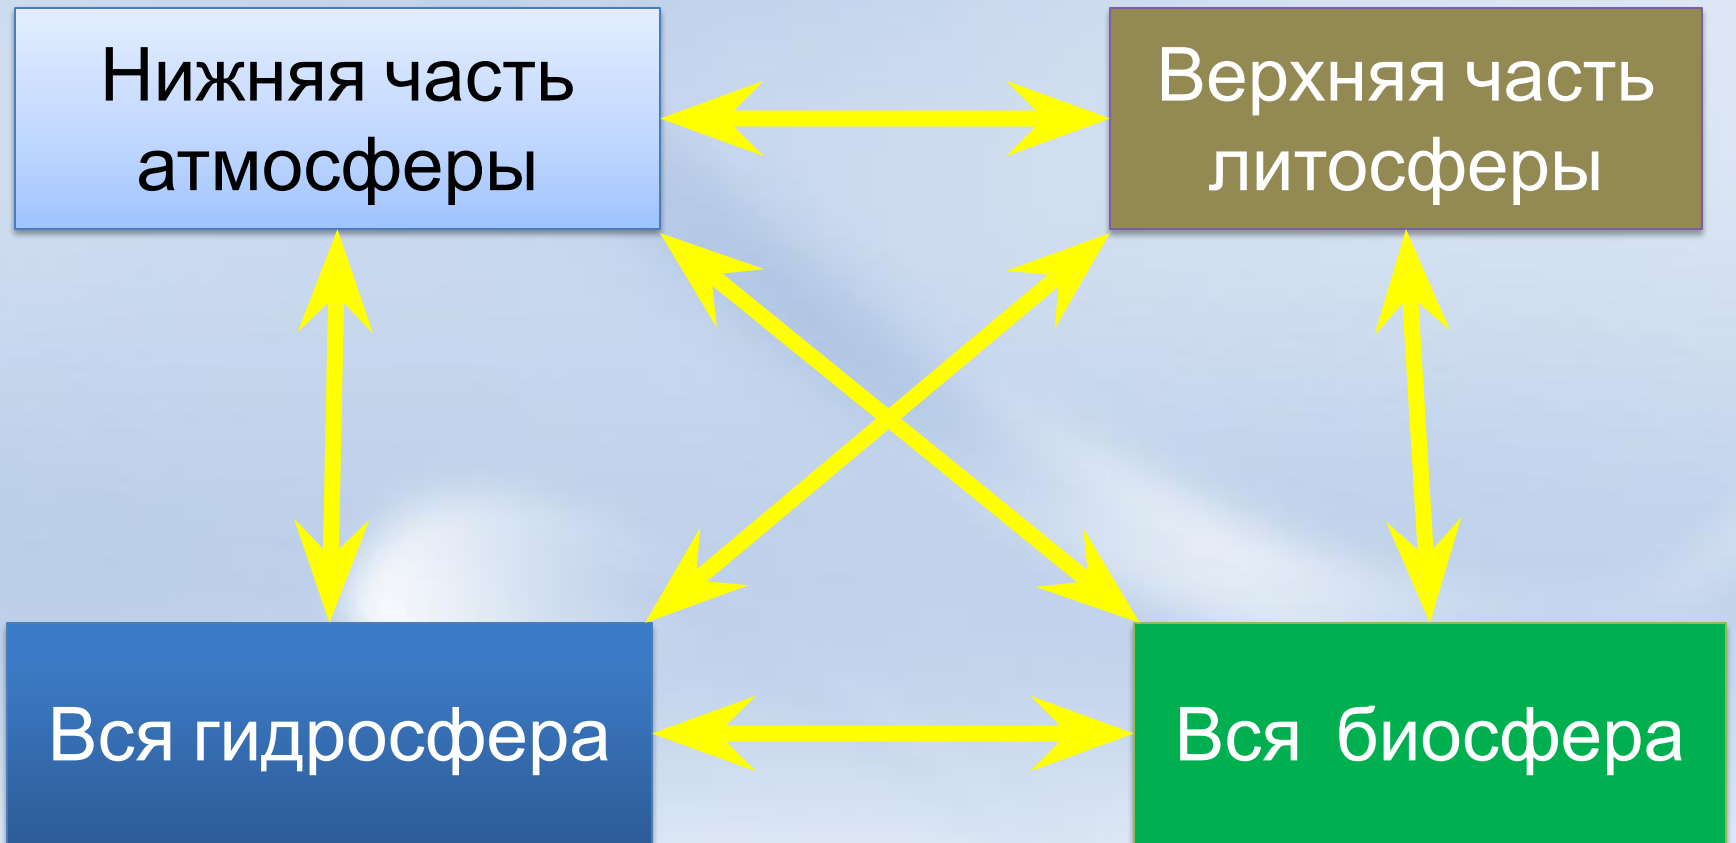 Нижняя часть
атмосферы
Верхняя часть
литосферы
Вся гидросфера
Вся биосфера